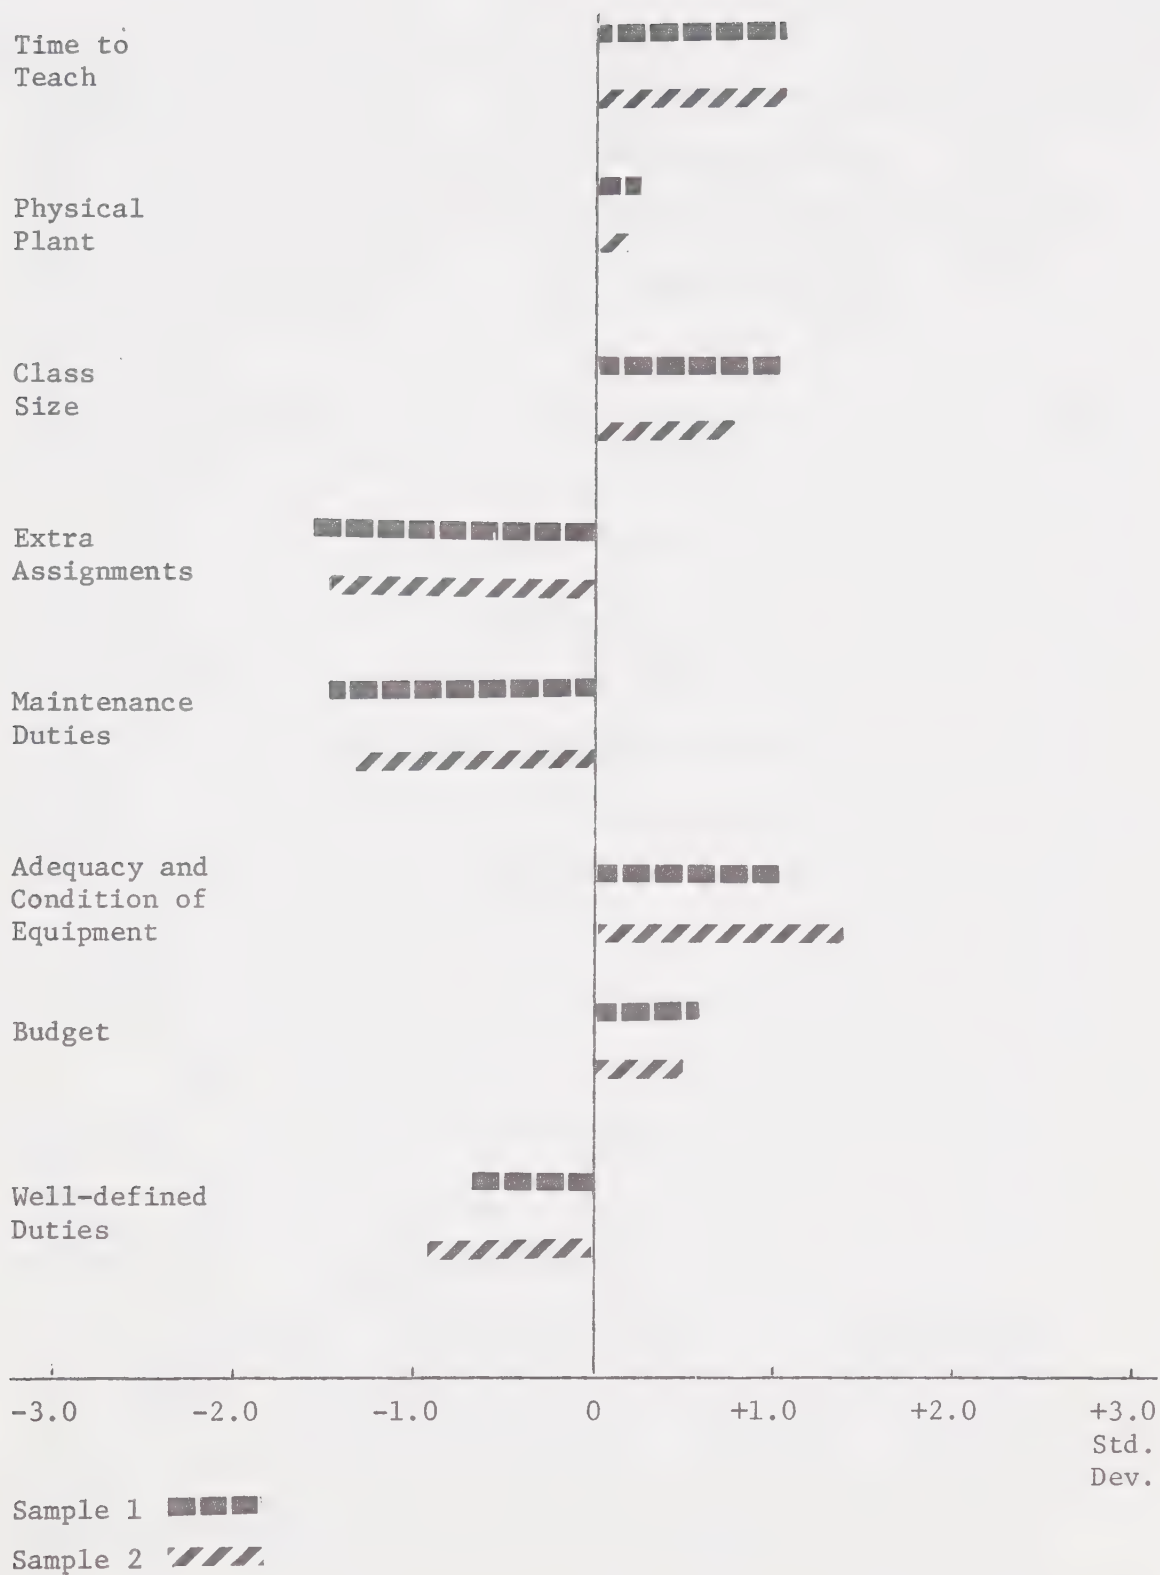 Time to
Teach
Physical
Plant
Class
Size
Extra
Assignments
Maintenance
Duties
Adequacy and
Condition of
Equipment
Budget
Well-defined
Duties
-3.0 -2.0 -1.0 0 +1.0 +2.0 +3.0
Std.
Dev.
Sample 1
Sample 2